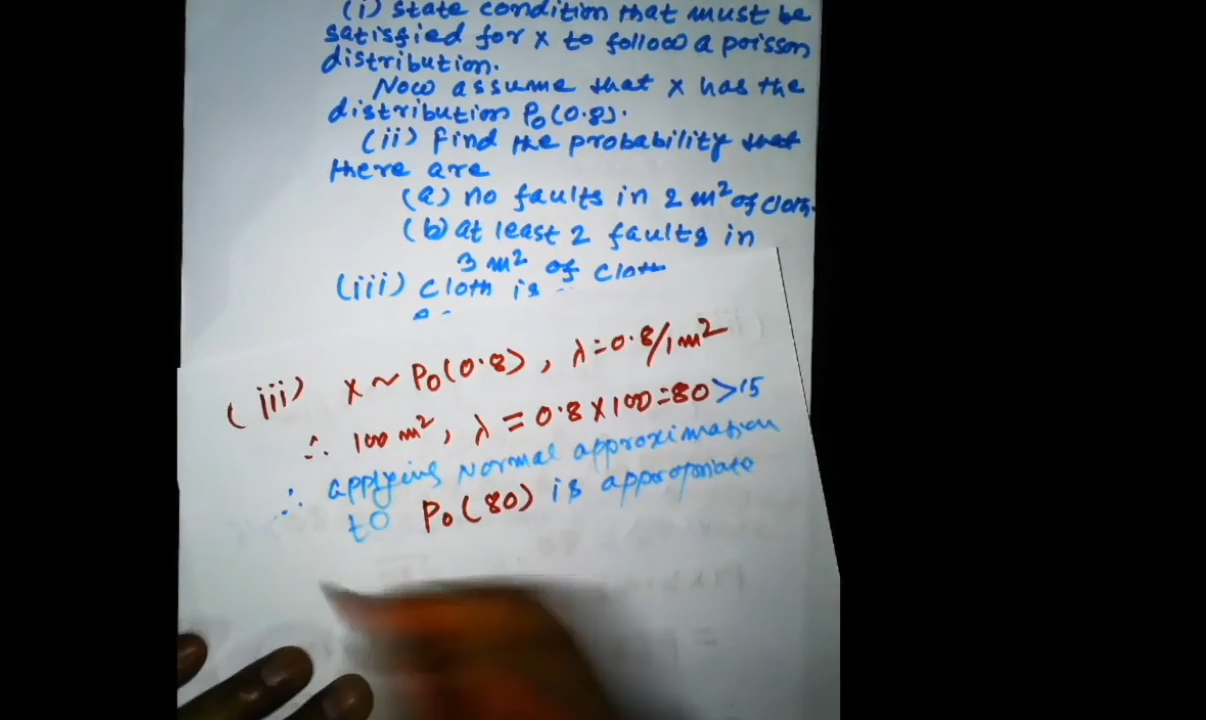 (i) state condition that must be
satisfied for x to follow a poisson
distribution.
Now assume that x has the
distribution Po(0.8).
(ii) find the probability that
there are
(a) no faults in 2 m² of cloth.
(b) at least 2 faults in
3 m² of cloth
(iii) cloth is
(iii) x ~ Po(0.8), λ=0.8/1m²
∴ 100 m², λ = 0.8 x 100=80>15
∴ applying Normal approximation
to Po(80) is appropriate